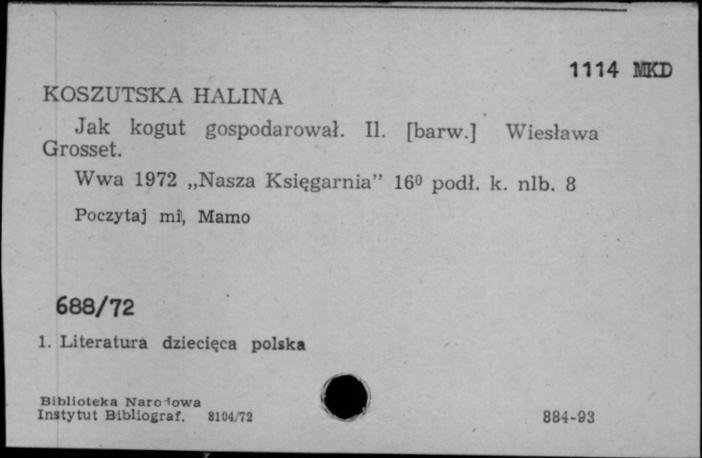 1114 MKD
KOSZUTSKA HALINA
Jak kogut gospodarował. Il. [barw.] Wiesława
Grosset.
Wwa 1972 „Nasza Księgarnia” 16⁰ podł. k. nlb. 8
Poczytaj mi, Mamo
688/72
1. Literatura dziecięca polska
Biblioteka Narodowa
Instytut Bibliograf. 8104/72
884-93